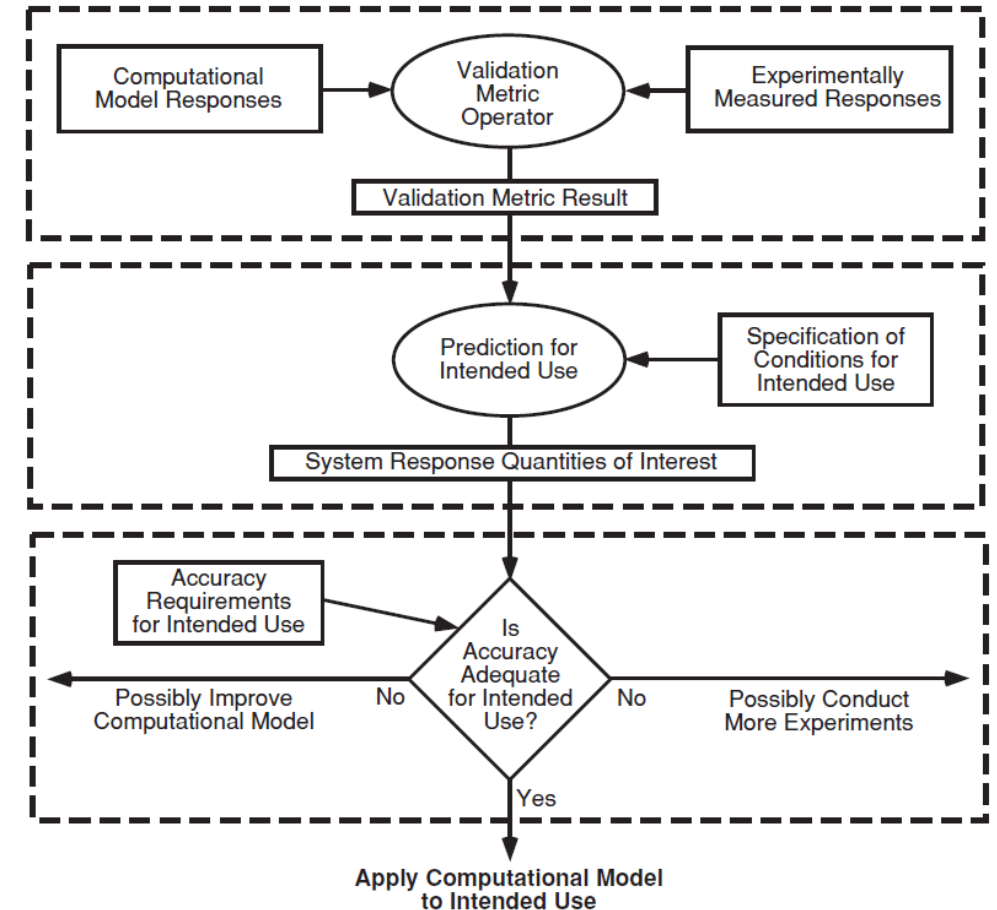 Computational
Model Responses
Validation
Metric
Operator
Experimentally
Measured Responses
Validation Metric Result
Prediction for
Intended Use
Specification of
Conditions for
Intended Use
System Response Quantities of Interest
Accuracy
Requirements
for Intended Use
Is
Accuracy
Adequate
for Intended
Use?
No
Possibly Improve
Computational Model
No
Possibly Conduct
More Experiments
Yes
Apply Computational Model
to Intended Use